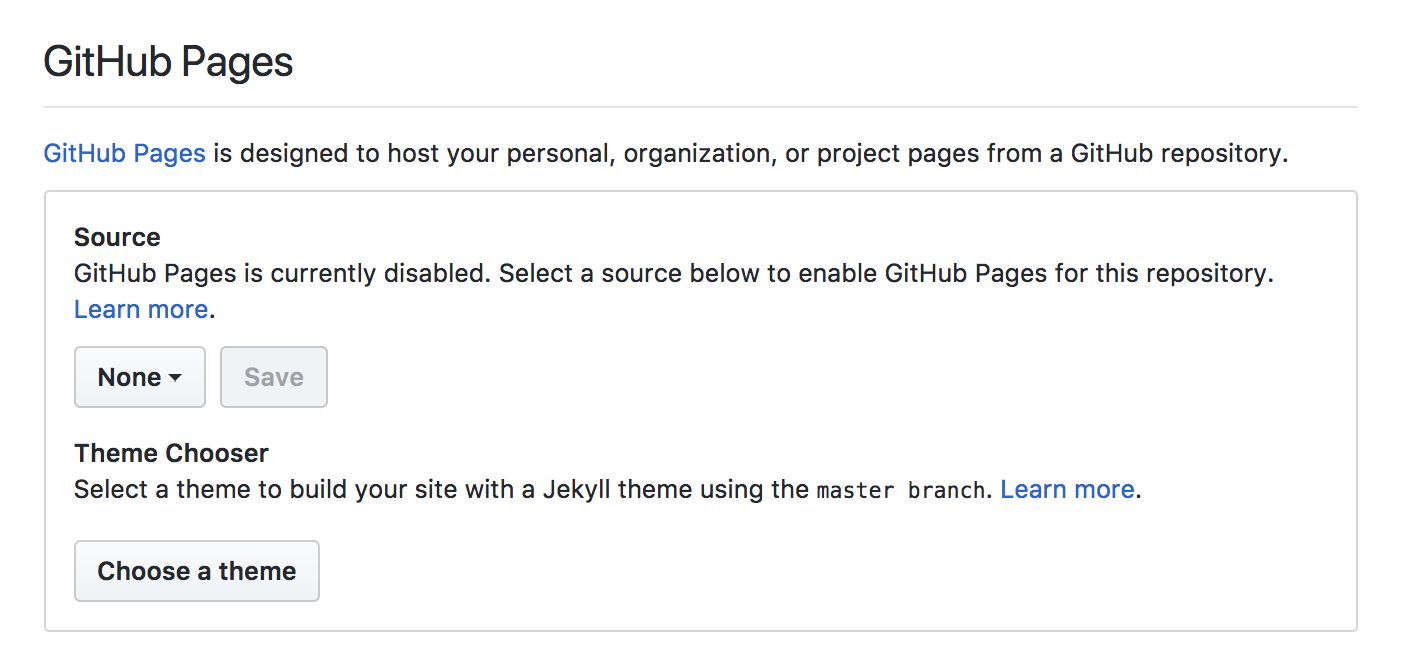 GitHub Pages
GitHub Pages is designed to host your personal, organization, or project pages from a GitHub repository.
Source
GitHub Pages is currently disabled. Select a source below to enable GitHub Pages for this repository.
Learn more.
None Save
Theme Chooser
Select a theme to build your site with a Jekyll theme using the master branch. Learn more.
Choose a theme